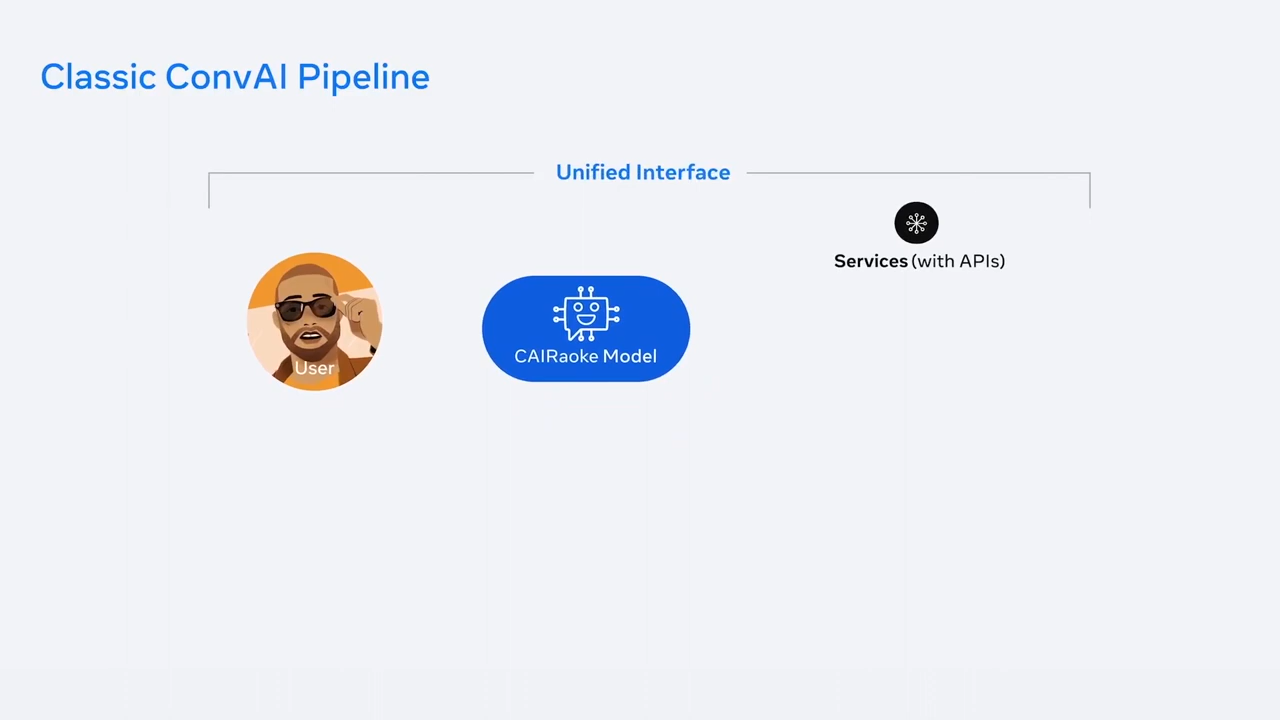 Classic ConvAI Pipeline
Unified Interface
Services (with APIs)
User
CAIRaoke Model